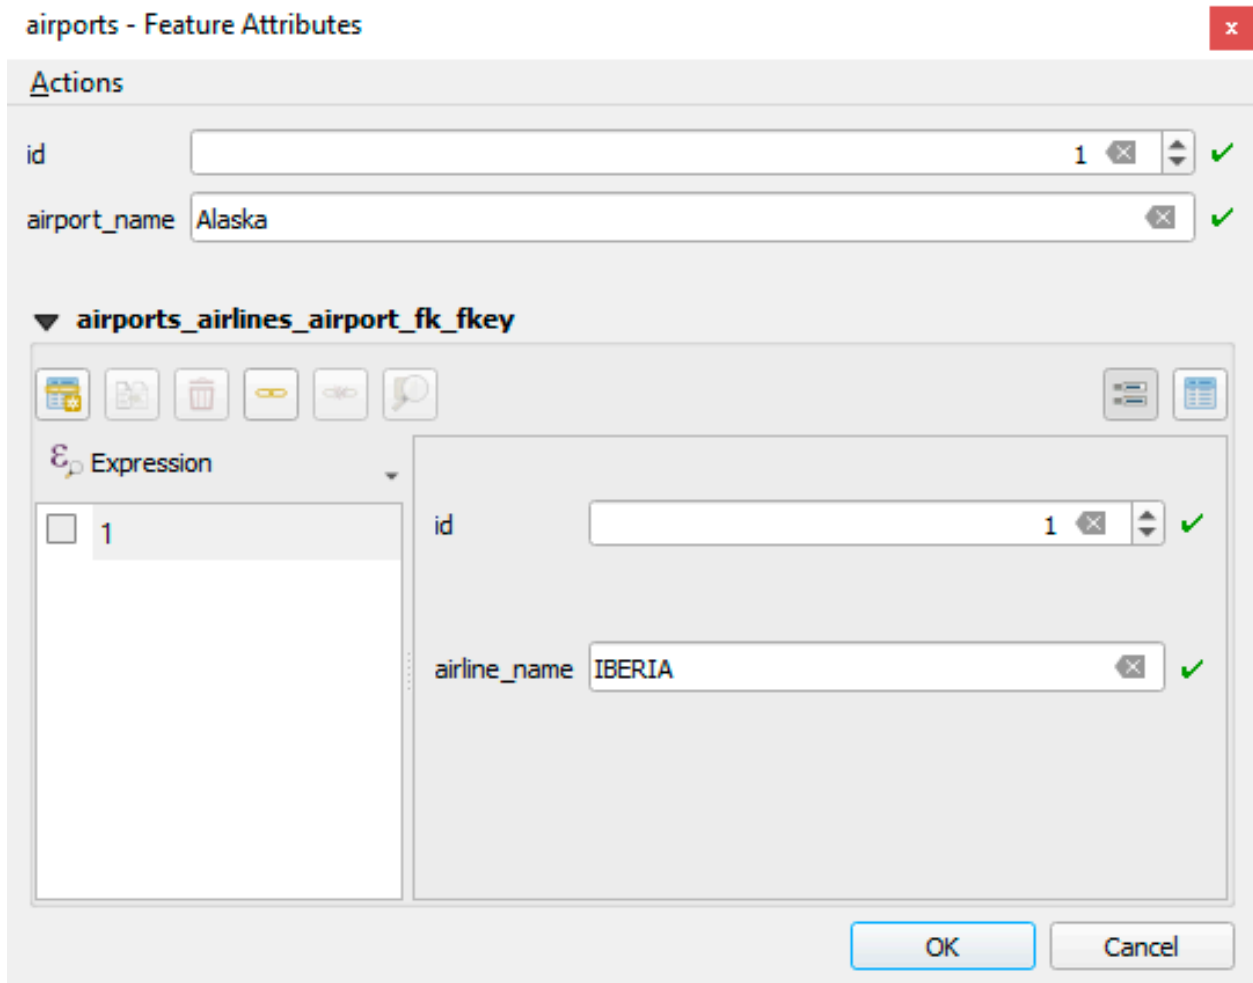 airports - Feature Attributes
x
Actions
id 1
airport_name Alaska
airports_airlines_airport_fk_fkey
ε Expression
1
id 1
airline_name IBERIA
OK Cancel